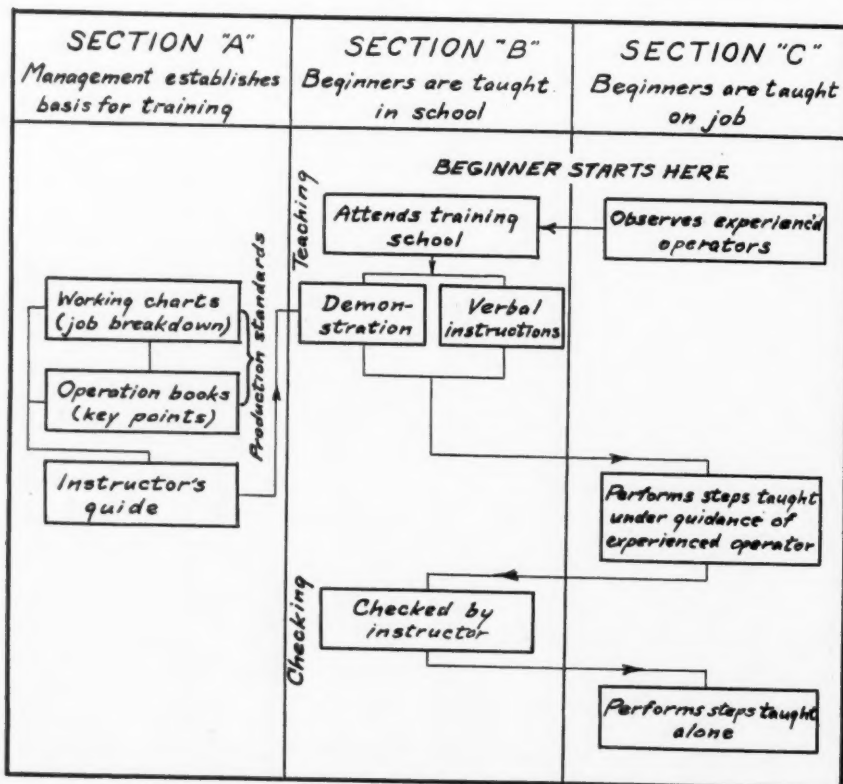 SECTION "A"
Management establishes
basis for training
SECTION "B"
Beginners are taught
in school
SECTION "C"
Beginners are taught
on job
BEGINNER STARTS HERE
Teaching
Attends training
school
Observes experienc'd
operators
Demon-
stration
Verbal
instructions
Working charts
(job breakdown)
Operation books
(key points)
Production standards
Instructor's
guide
Performs steps taught
under guidance of
experienced operator
Checking
Checked by
instructor
Performs steps taught
alone